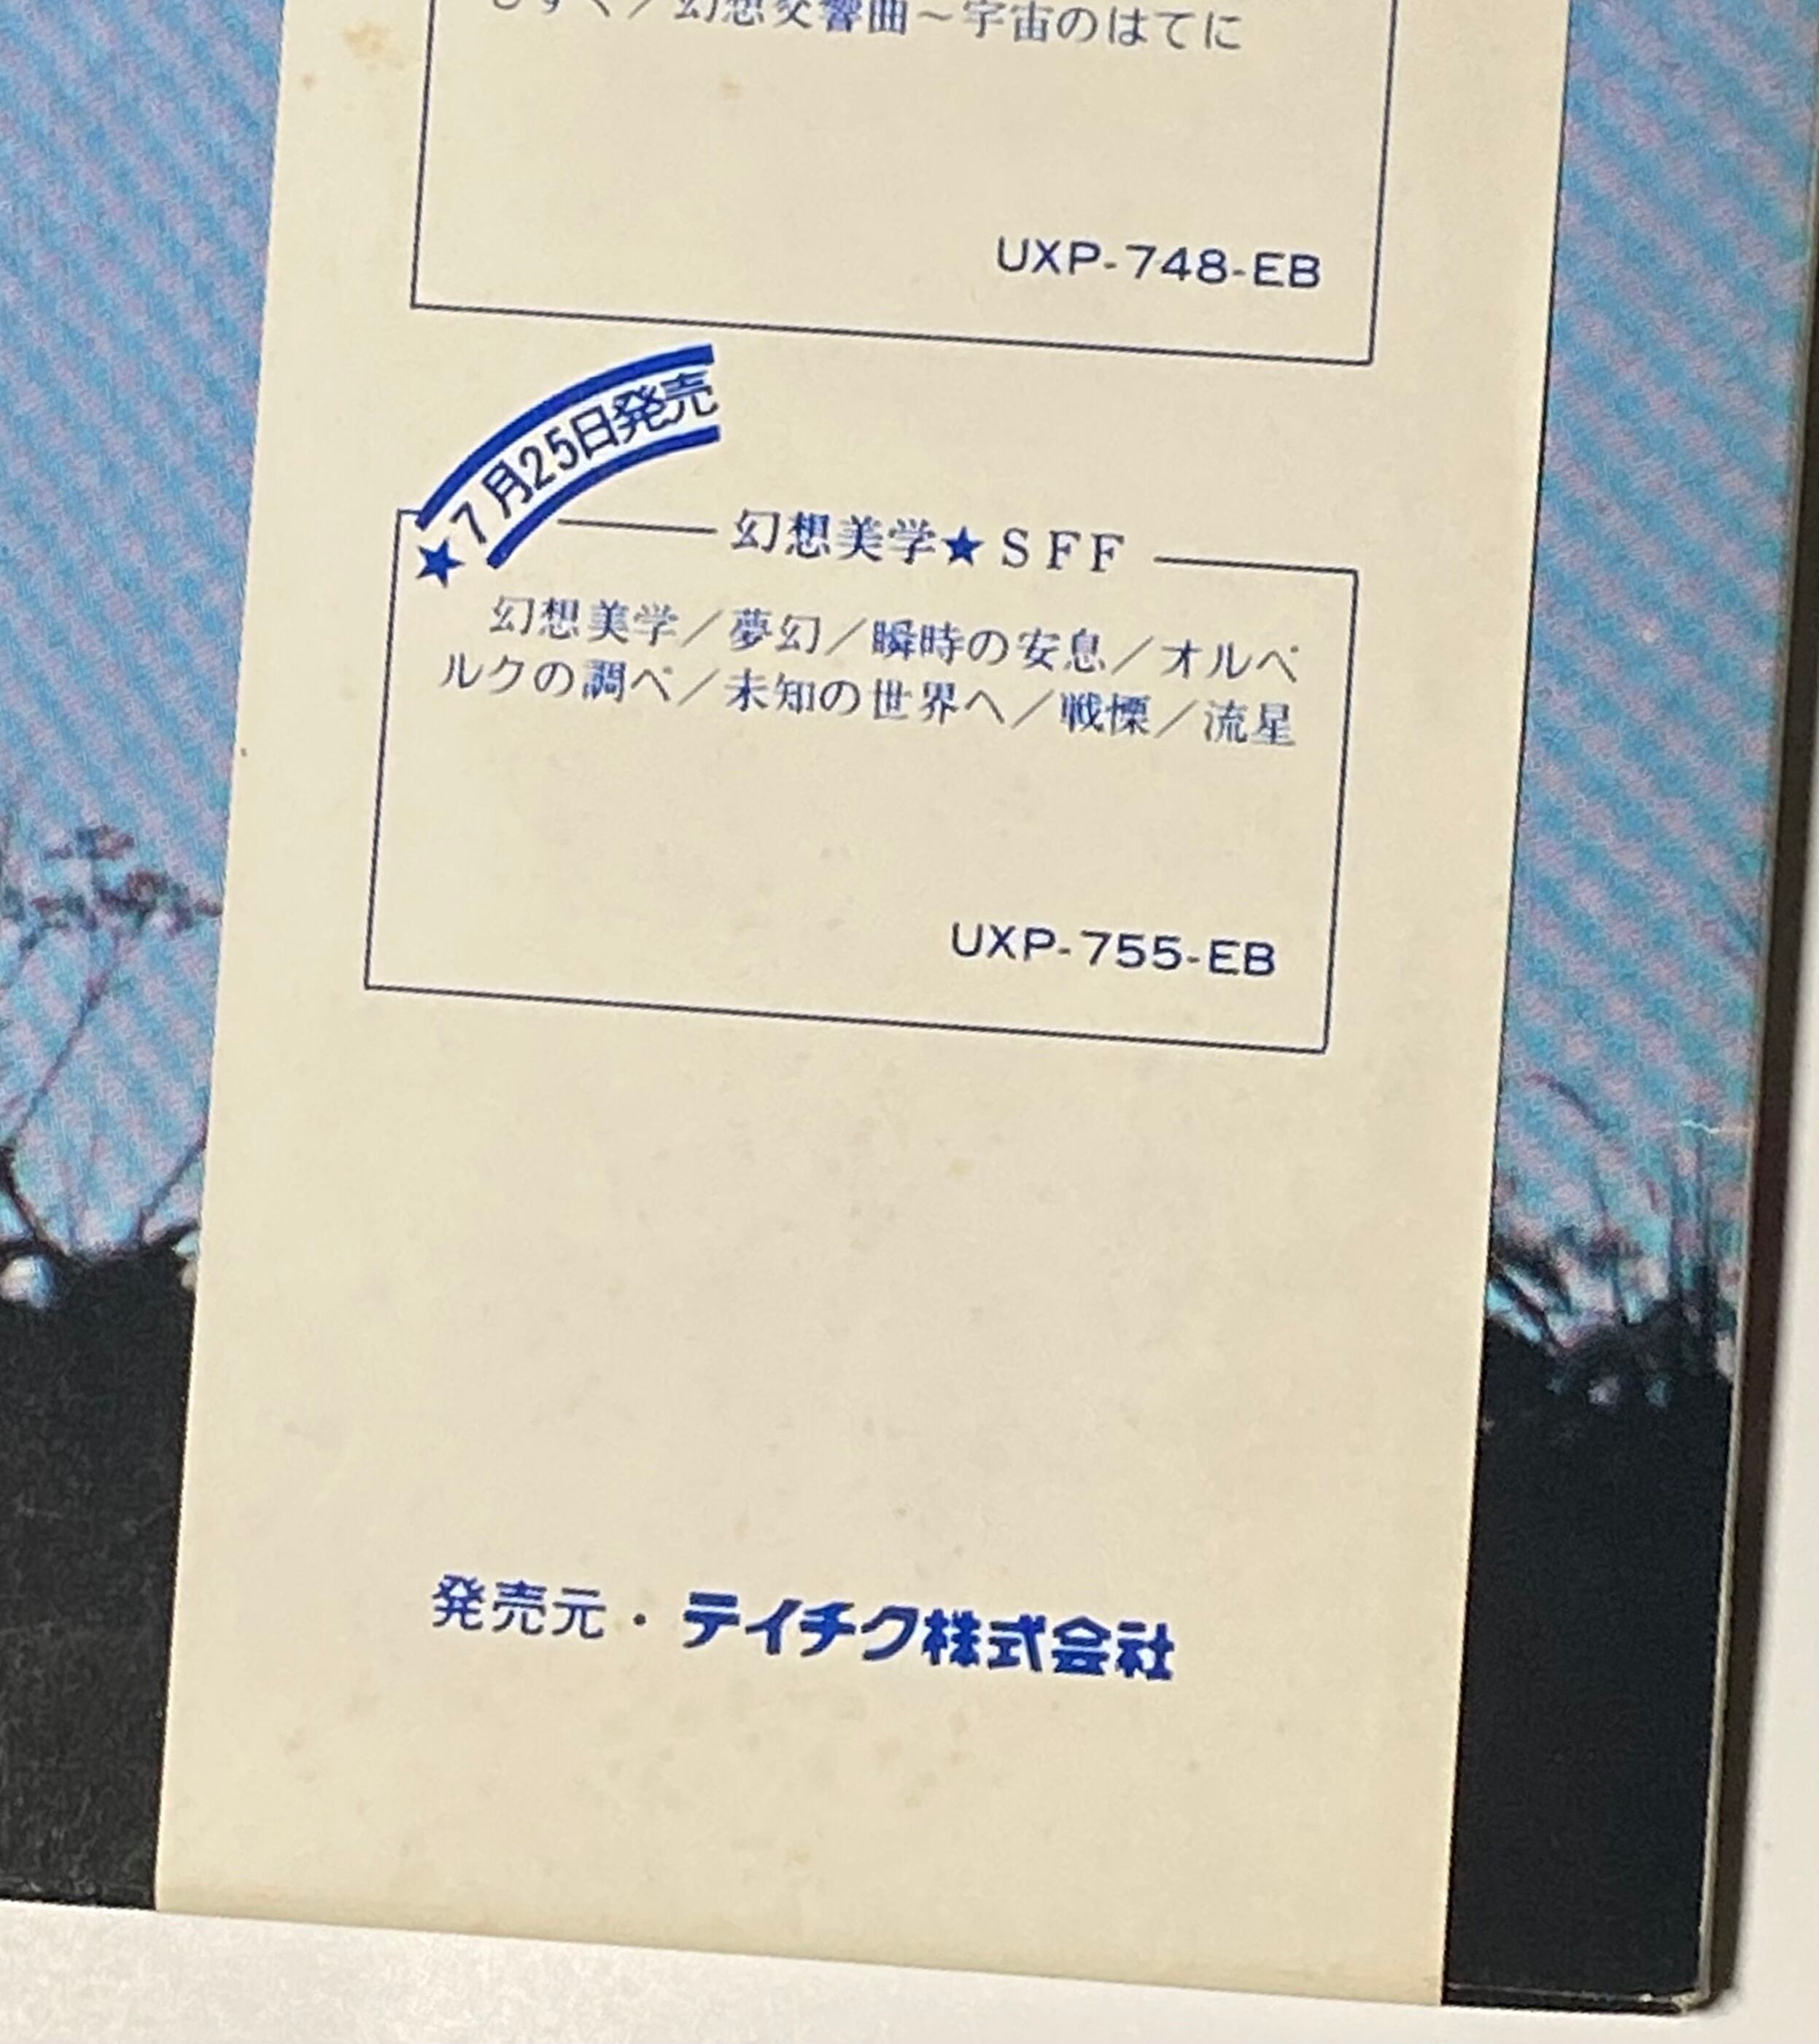 ／幻想交響曲～宇宙のはてに
UXP-748-EB
★7月25日発売
幻想美学★SFF
幻想美学／夢幻／瞬時の安息／オルペ
ルクの調べ／未知の世界へ／戦慄／流星
UXP-755-EB
発売元・テイチク株式会社